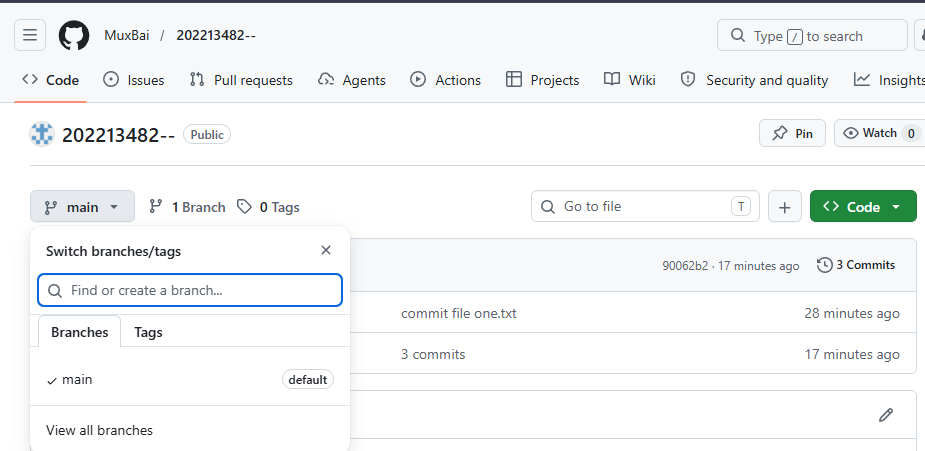 MuxBai / 202213482--
Type / to search
Code Issues Pull requests Agents Actions Projects Wiki Security and quality Insights
202213482-- Public
Pin Watch 0
main 1 Branch 0 Tags
Go to file T
+ Code
Switch branches/tags
90062b2 · 17 minutes ago 3 Commits
Find or create a branch...
commit file one.txt 28 minutes ago
Branches Tags
3 commits 17 minutes ago
main default
View all branches